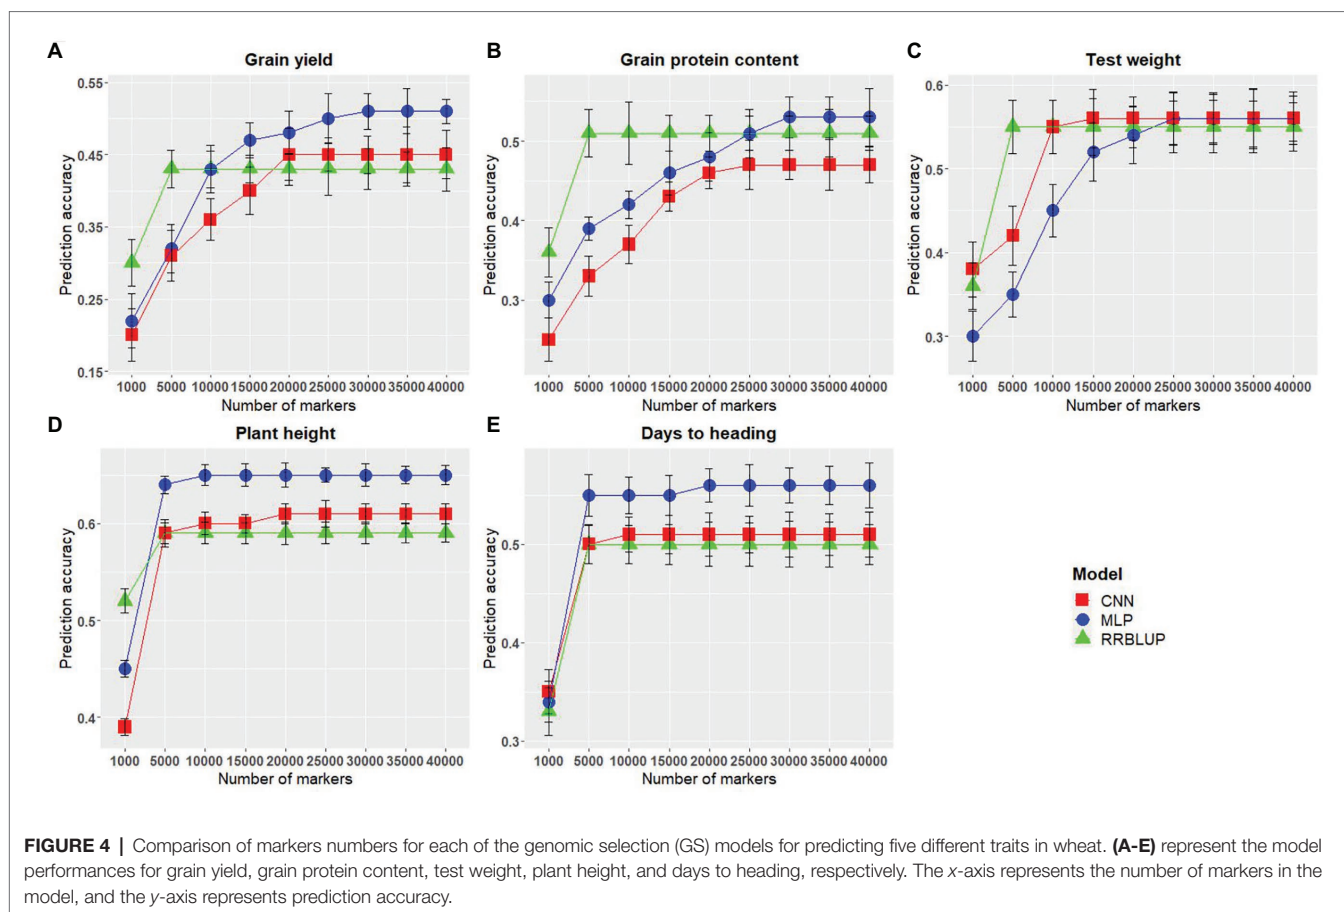 A
Grain yield
Prediction accuracy
0.55
0.45
0.35
0.25
0.15
1000 5000 10000 15000 20000 25000 30000 35000 40000
Number of markers
B
Grain protein content
Prediction accuracy
0.5
0.4
0.3
1000 5000 10000 15000 20000 25000 30000 35000 40000
Number of markers
C
Test weight
Prediction accuracy
0.6
0.5
0.4
0.3
1000 5000 10000 15000 20000 25000 30000 35000 40000
Number of markers
D
Plant height
Prediction accuracy
0.6
0.5
0.4
1000 5000 10000 15000 20000 25000 30000 35000 40000
Number of markers
E
Days to heading
Prediction accuracy
0.5
0.4
0.3
1000 5000 10000 15000 20000 25000 30000 35000 40000
Number of markers
Model
CNN
MLP
RRBLUP
FIGURE 4 | Comparison of markers numbers for each of the genomic selection (GS) models for predicting five different traits in wheat. (A-E) represent the model
performances for grain yield, grain protein content, test weight, plant height, and days to heading, respectively. The x-axis represents the number of markers in the
model, and the y-axis represents prediction accuracy.